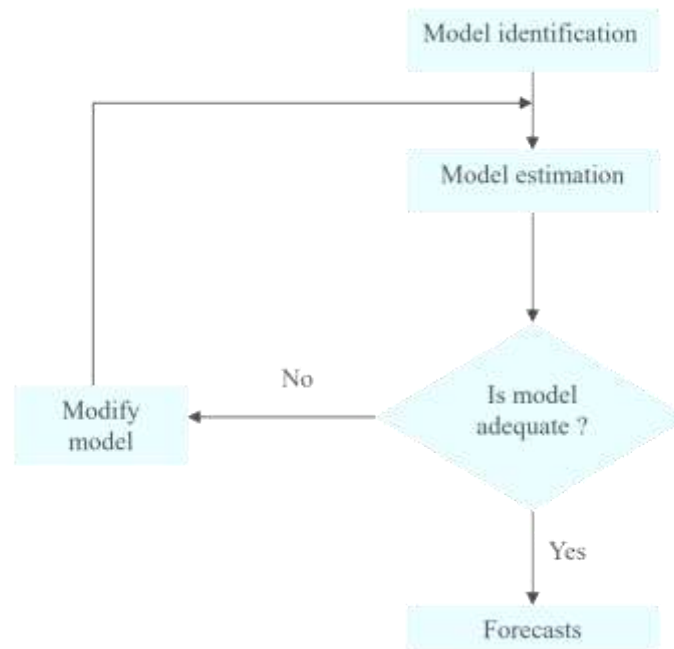 Model identification
Model estimation
No
Is model
adequate ?
Modify
model
Yes
Forecasts